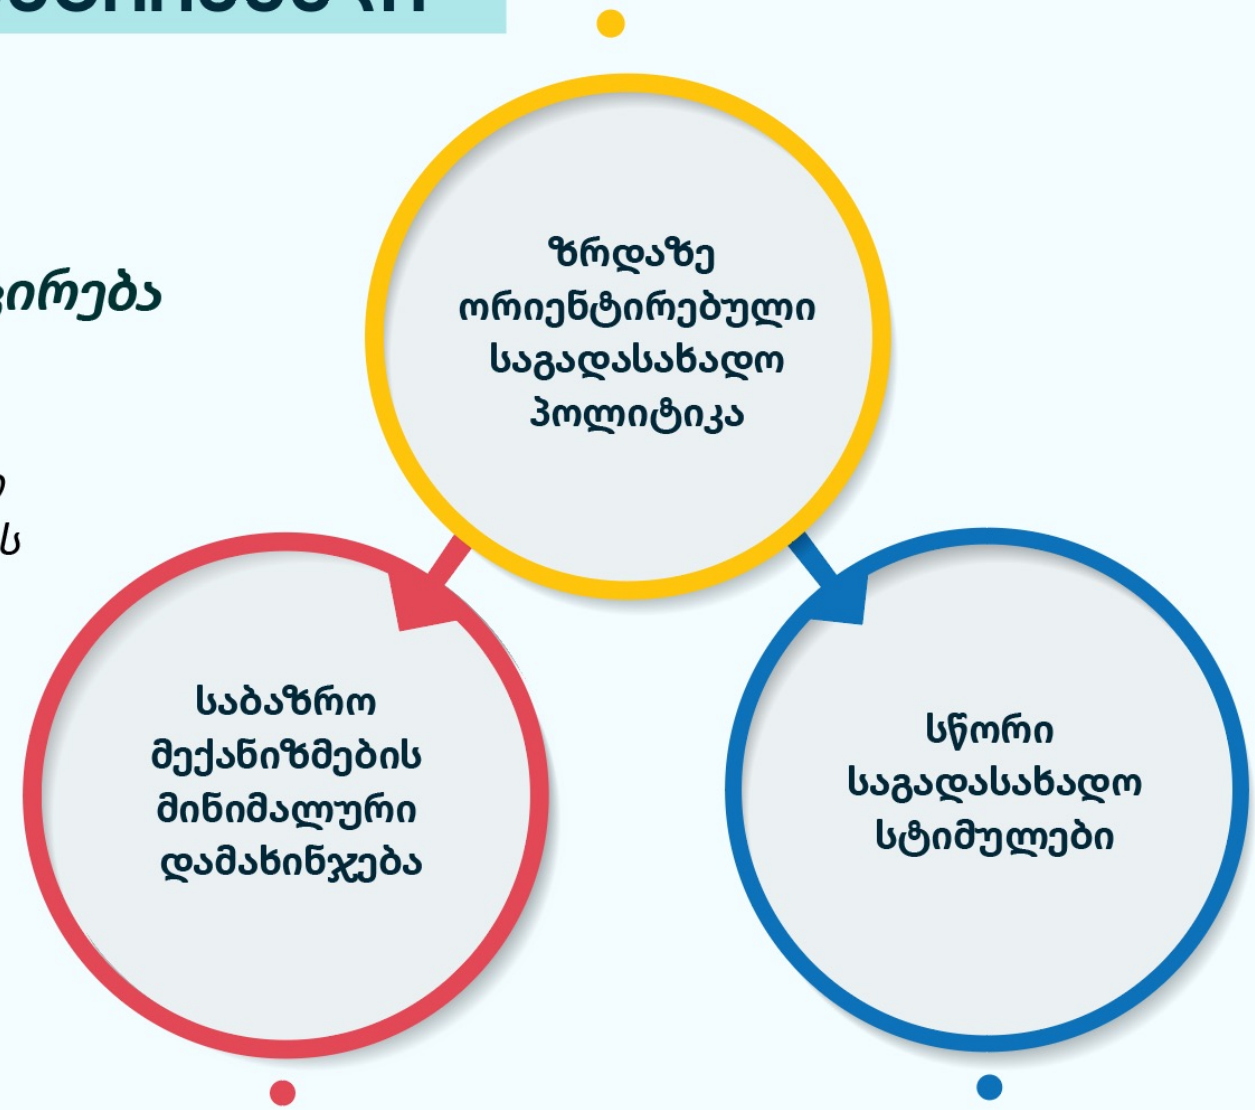 ზრდაზე
ორიენტირებული
საგადასახადო
პოლიტიკა
საბაზრო
მექანიზმების
მინიმალური
დამახინჯება
სწორი
საგადასახადო
სტიმულები